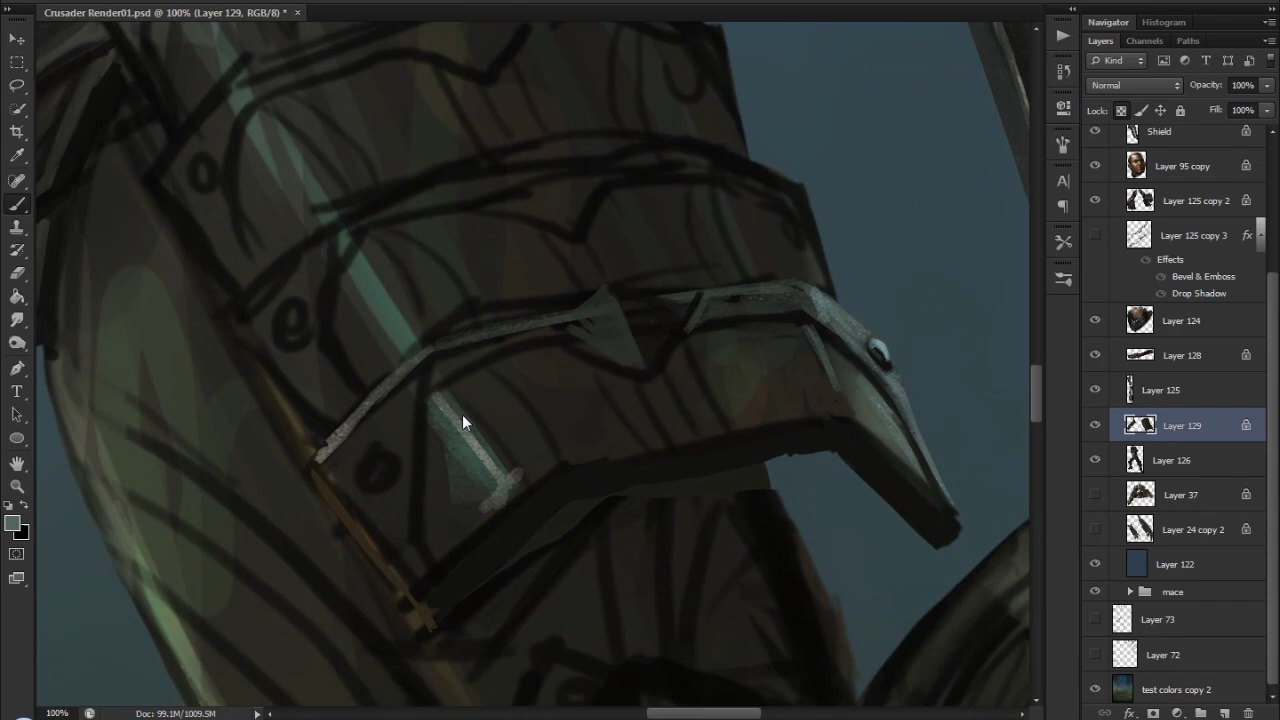 Crusader Render01.psd @ 100% (Layer 129, RGB/8) * ×
Navigator Histogram
Layers Channels Paths
Kind
Normal Opacity: 100%
Lock: Fill: 100%
Shield
Layer 95 copy
Layer 125 copy 2
Layer 125 copy 3 fx
Effects
Bevel & Emboss
Drop Shadow
Layer 124
Layer 128
Layer 125
Layer 129
Layer 126
Layer 37
Layer 24 copy 2
Layer 122
mace
Layer 73
Layer 72
test colors copy 2
100% Doc: 99.1M/1009.5M